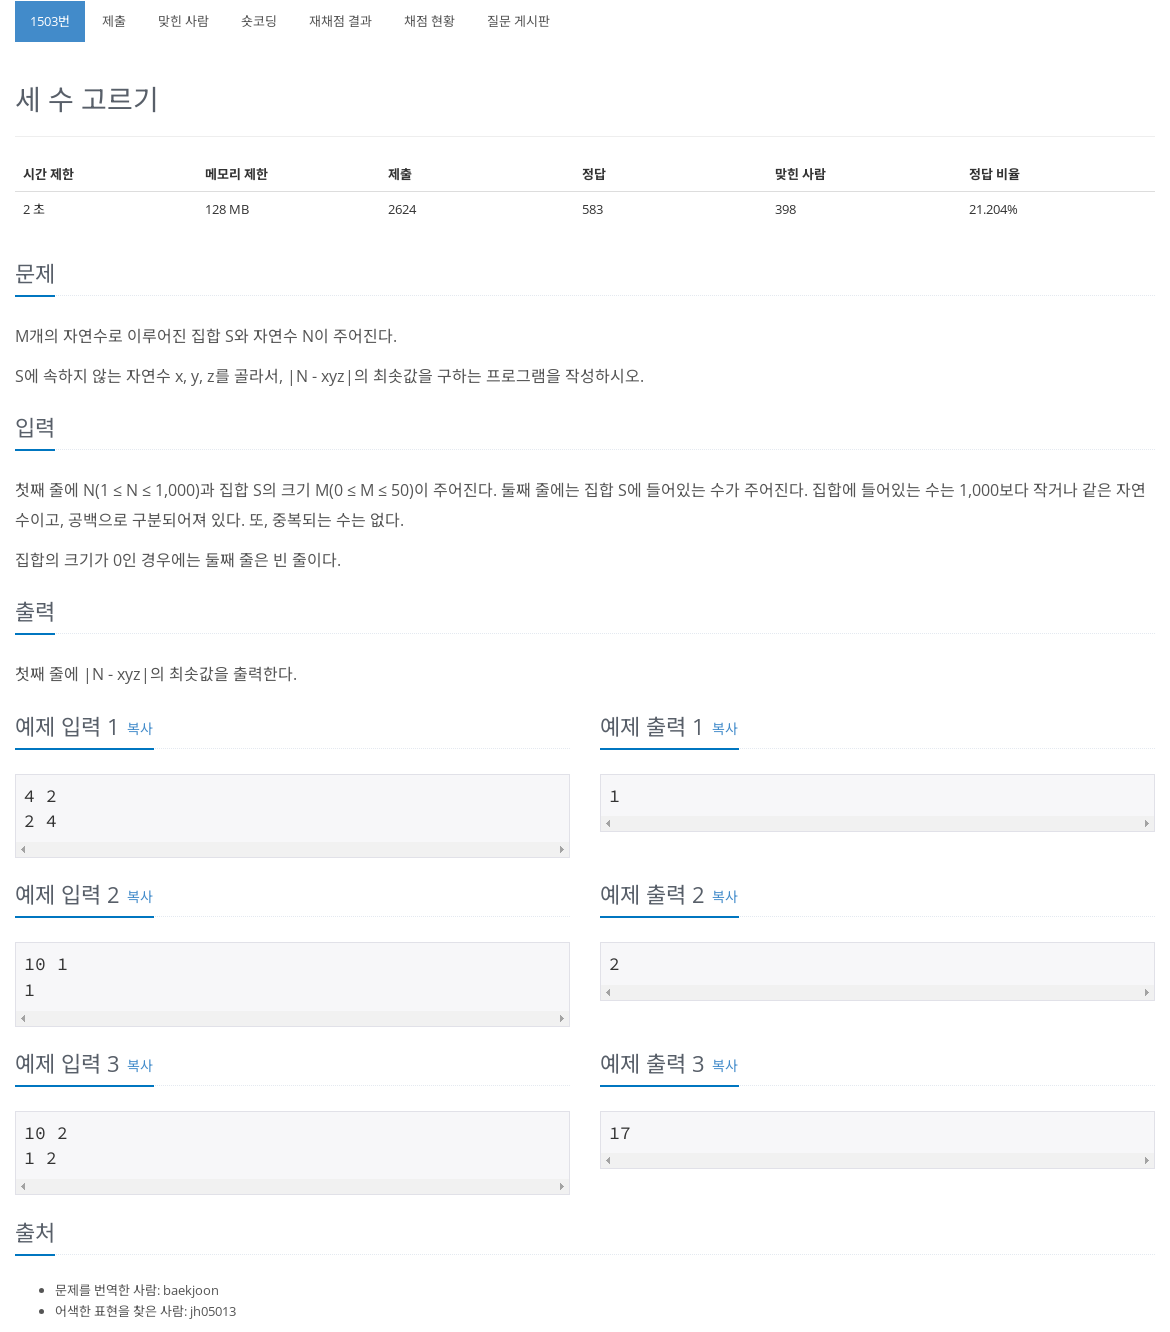 1503번 제출 맞힌 사람 숏코딩 재채점 결과 채점 현황 질문 게시판
세 수 고르기
시간 제한 메모리 제한 제출 정답 맞힌 사람 정답 비율
2 초 128 MB 2624 583 398 21.204%
문제
M개의 자연수로 이루어진 집합 S와 자연수 N이 주어진다.
S에 속하지 않는 자연수 x, y, z를 골라서, |N - xyz|의 최솟값을 구하는 프로그램을 작성하시오.
입력
첫째 줄에 N(1 ≤ N ≤ 1,000)과 집합 S의 크기 M(0 ≤ M ≤ 50)이 주어진다. 둘째 줄에는 집합 S에 들어있는 수가 주어진다. 집합에 들어있는 수는 1,000보다 작거나 같은 자연
수이고, 공백으로 구분되어져 있다. 또, 중복되는 수는 없다.
집합의 크기가 0인 경우에는 둘째 줄은 빈 줄이다.
출력
첫째 줄에 |N - xyz|의 최솟값을 출력한다.
예제 입력 1 복사
4 2
2 4
예제 출력 1 복사
1
예제 입력 2 복사
10 1
1
예제 출력 2 복사
2
예제 입력 3 복사
10 2
1 2
예제 출력 3 복사
17
출처
문제를 번역한 사람: baekjoon
어색한 표현을 찾은 사람: jh05013